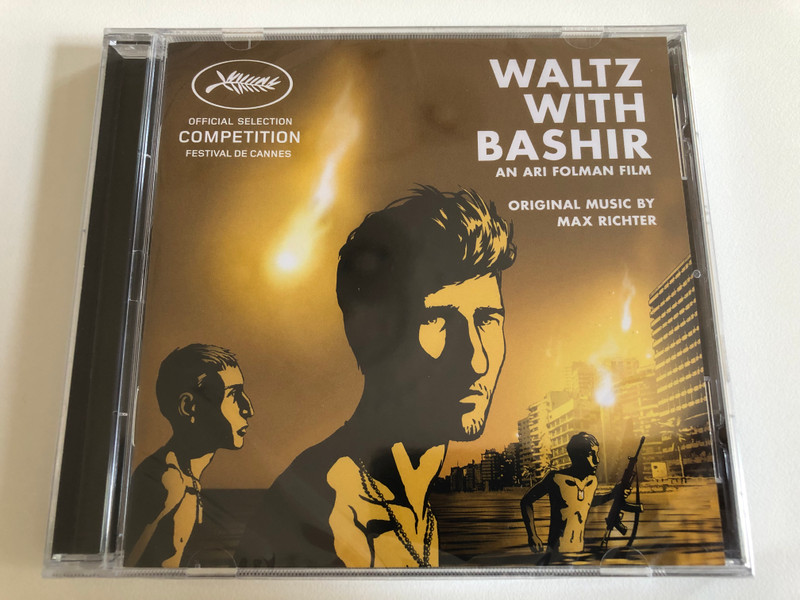 OFFICIAL SELECTION
COMPETITION
FESTIVAL DE CANNES
WALTZ
WITH
BASHIR
AN ARI FOLMAN FILM
ORIGINAL MUSIC BY
MAX RICHTER